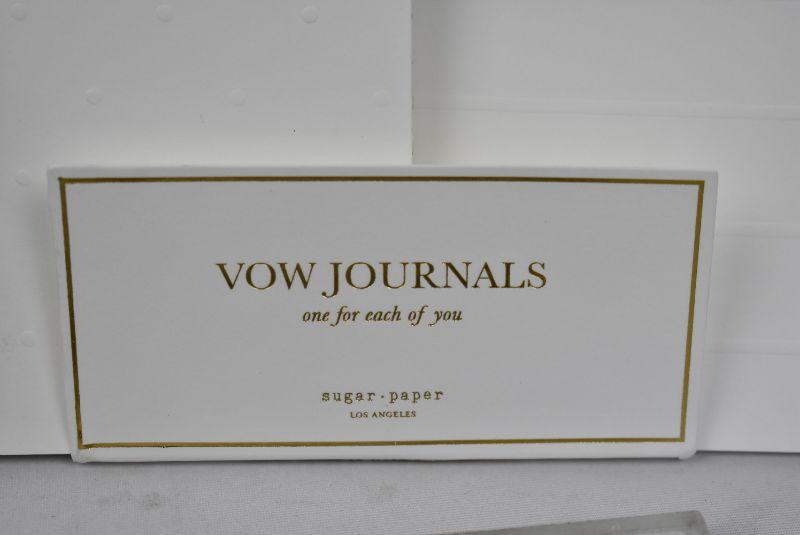 VOW JOURNALS
one for each of you
sugar·paper
LOS ANGELES